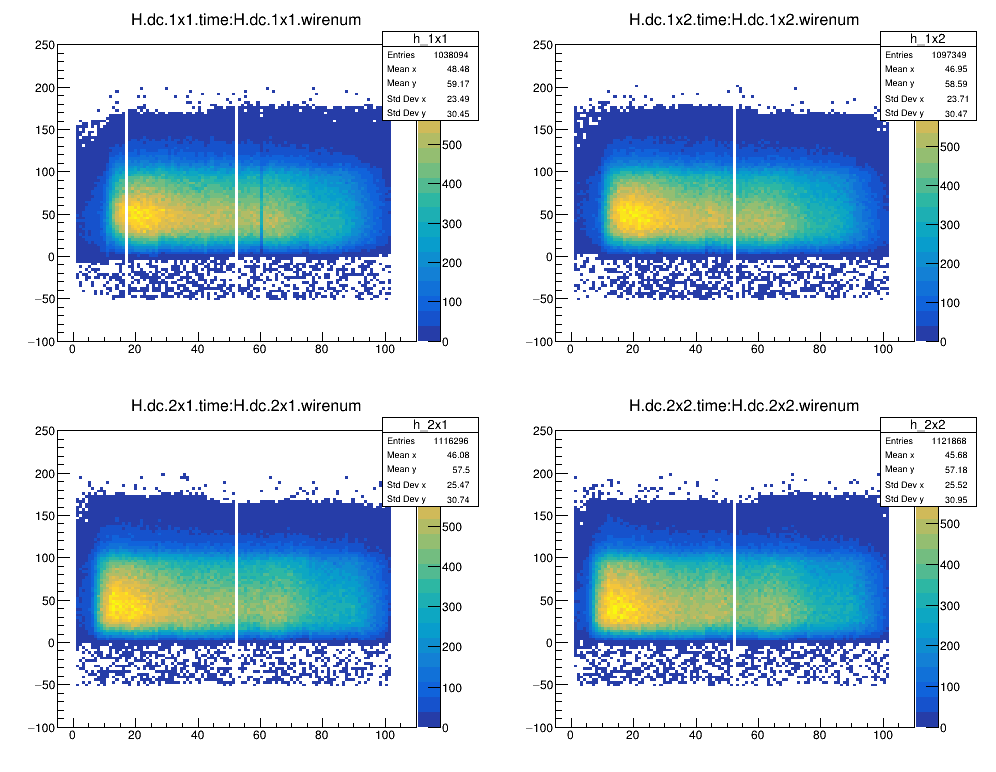 H.dc.1x1.time:H.dc.1x1.wirenum
h_1x1
Entries 1038094
Mean x 48.48
Mean y 59.17
Std Dev x 23.49
Std Dev y 30.45
250
200
150
100
50
0
−50
−100
0 20 40 60 80 100
500
400
300
200
100
0
H.dc.1x2.time:H.dc.1x2.wirenum
h_1x2
Entries 1097349
Mean x 46.95
Mean y 58.59
Std Dev x 23.71
Std Dev y 30.47
250
200
150
100
50
0
−50
−100
0 20 40 60 80 100
500
400
300
200
100
0
H.dc.2x1.time:H.dc.2x1.wirenum
h_2x1
Entries 1116296
Mean x 46.08
Mean y 57.5
Std Dev x 25.47
Std Dev y 30.74
250
200
150
100
50
0
−50
−100
0 20 40 60 80 100
500
400
300
200
100
0
H.dc.2x2.time:H.dc.2x2.wirenum
h_2x2
Entries 1121868
Mean x 45.68
Mean y 57.18
Std Dev x 25.52
Std Dev y 30.95
250
200
150
100
50
0
−50
−100
0 20 40 60 80 100
500
400
300
200
100
0